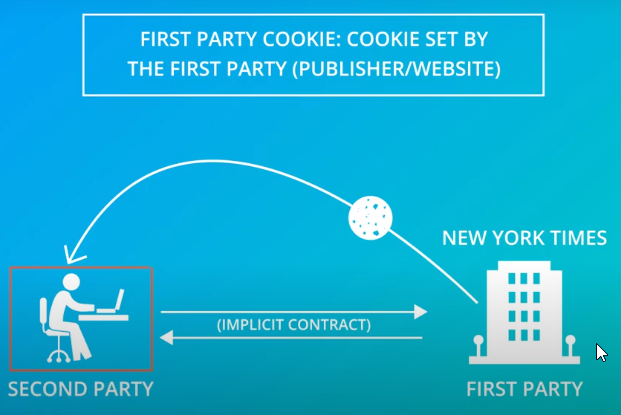 FIRST PARTY COOKIE: COOKIE SET BY
THE FIRST PARTY (PUBLISHER/WEBSITE)
NEW YORK TIMES
(IMPLICIT CONTRACT)
SECOND PARTY
FIRST PARTY